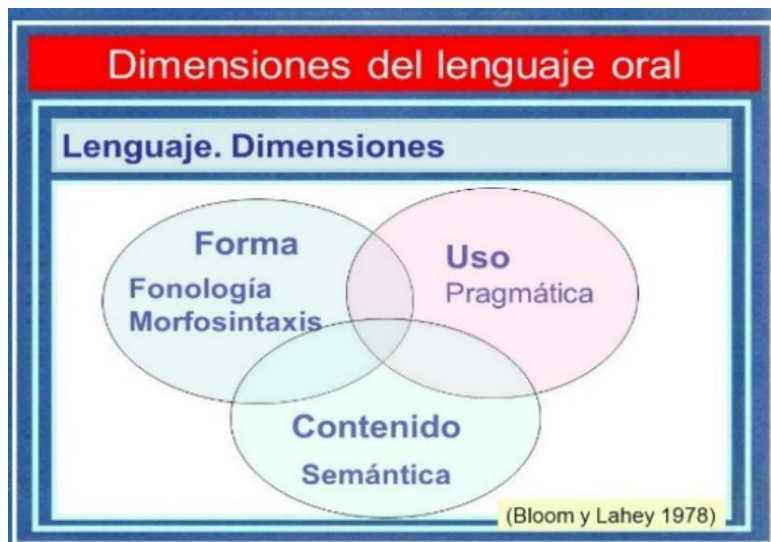 Dimensiones del lenguaje oral
Lenguaje. Dimensiones
Forma
Fonología
Morfosintaxis
Uso
Pragmática
Contenido
Semántica
(Bloom y Lahey 1978)